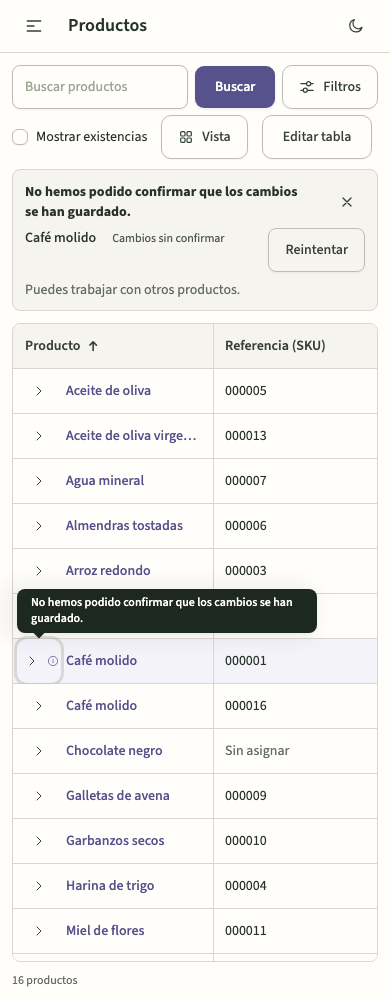 Productos
Buscar productos
Buscar
Filtros
Mostrar existencias
Vista
Editar tabla
No hemos podido confirmar que los cambios
se han guardado.
Café molido
Cambios sin confirmar
Reintentar
Puedes trabajar con otros productos.
Producto
Referencia (SKU)
Aceite de oliva
000005
Aceite de oliva virge...
000013
Agua mineral
000007
Almendras tostadas
000006
Arroz redondo
000003
No hemos podido confirmar que los cambios se han
guardado.
Café molido
000001
Café molido
000016
Chocolate negro
Sin asignar
Galletas de avena
000009
Garbanzos secos
000010
Harina de trigo
000004
Miel de flores
000011
16 productos